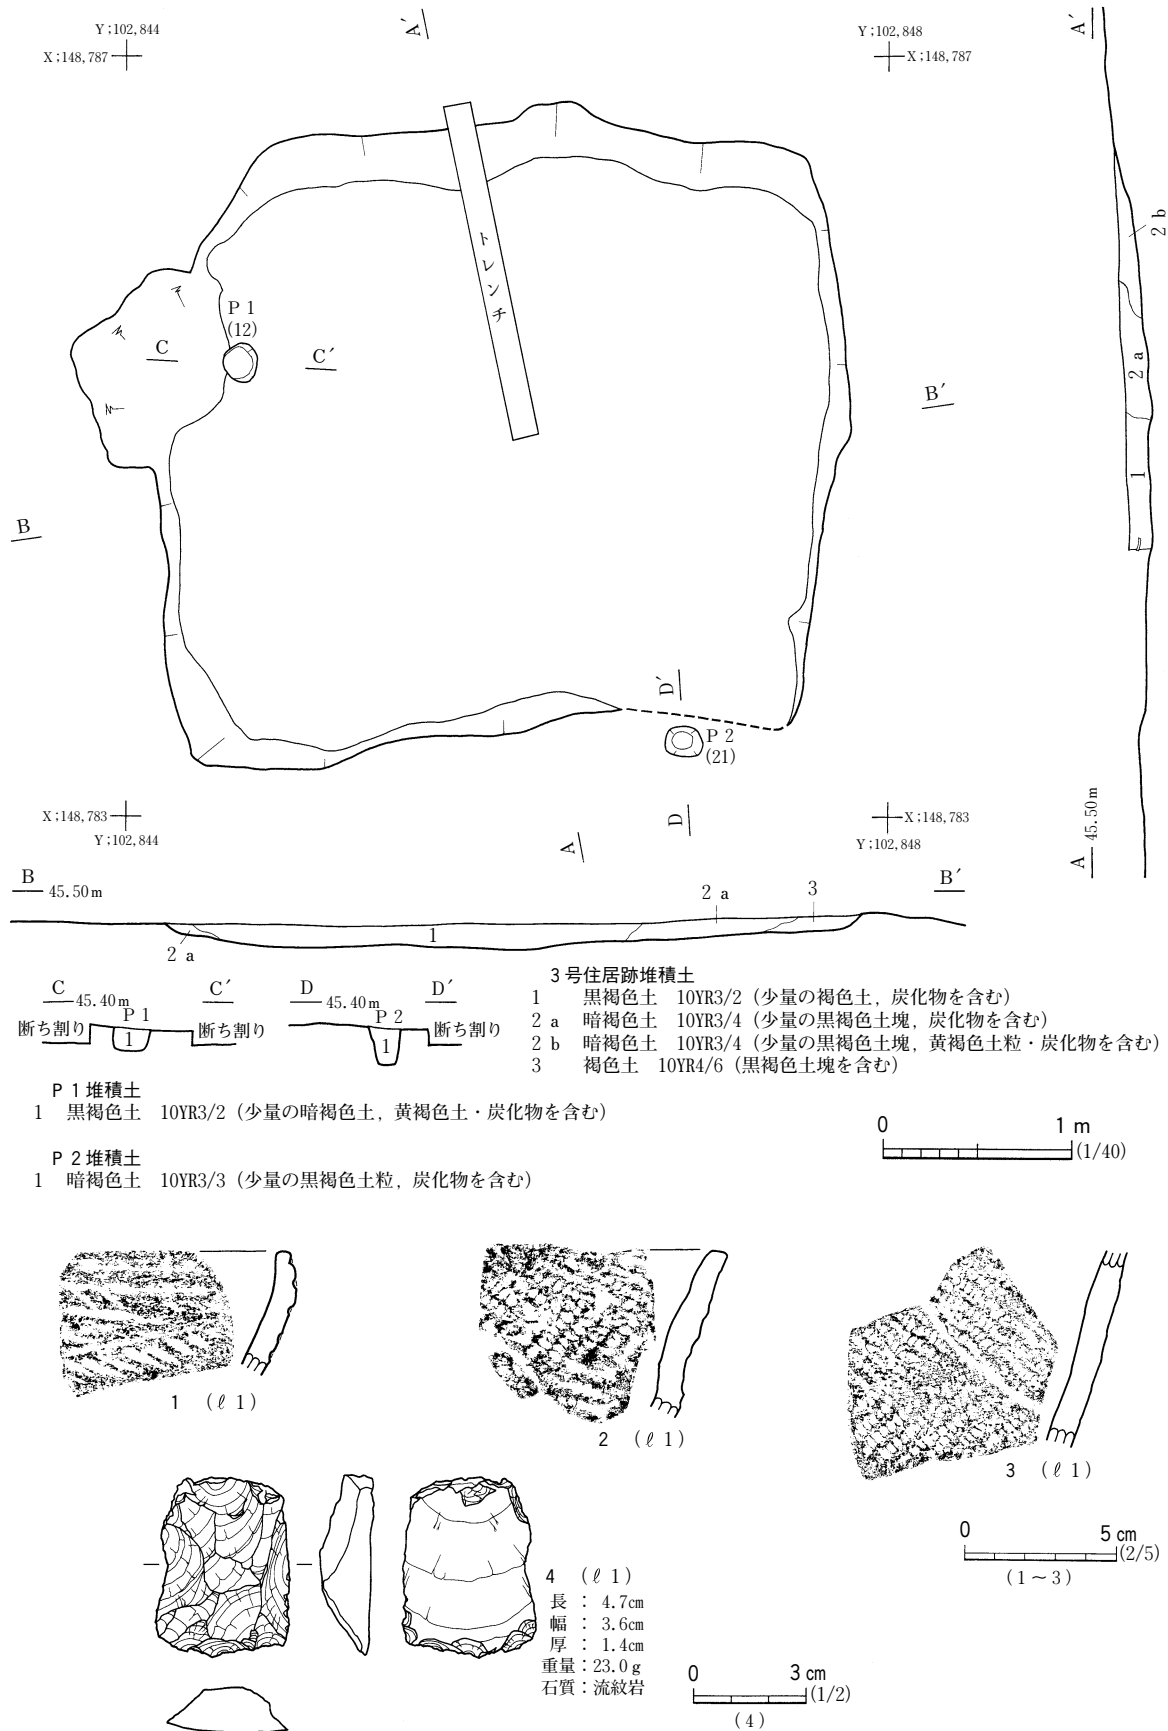 Y;102,844
X;148,787
A′
Y;102,848
X;148,787
A′
2 b
トレンチ
P 1
(12)
C
C′
2 a
B′
1
B
D′
P 2
(21)
X;148,783
Y;102,844
D
X;148,783
Y;102,848
A
A 45.50m
B 45.50m
B′
2 a
3
1
2 a
C 45.40m
C′
P 1
断ち割り
1
断ち割り
D 45.40m
D′
P 2
1
断ち割り
3号住居跡堆積土
1 黒褐色土 10YR3/2（少量の褐色土，炭化物を含む）
2 a 暗褐色土 10YR3/4（少量の黒褐色土塊，炭化物を含む）
2 b 暗褐色土 10YR3/4（少量の黒褐色土塊，黄褐色土粒・炭化物を含む）
3 褐色土 10YR4/6（黒褐色土塊を含む）
P 1 堆積土
1 黒褐色土 10YR3/2（少量の暗褐色土，黄褐色土・炭化物を含む）
P 2 堆積土
1 暗褐色土 10YR3/3（少量の黒褐色土粒，炭化物を含む）
0 1 m
(1/40)
1 (ℓ 1)
2 (ℓ 1)
3 (ℓ 1)
0 5 cm
(2/5)
(1～3)
4 (ℓ 1)
長 ： 4.7㎝
幅 ： 3.6㎝
厚 ： 1.4㎝
重量：23.0 g
石質：流紋岩
0 3 cm
(1/2)
(4)